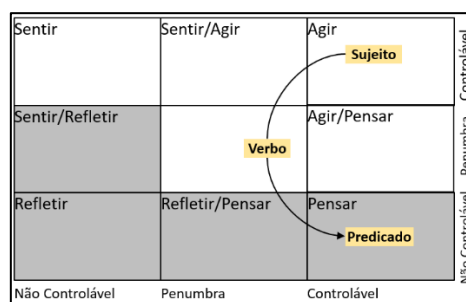 Sentir
Sentir/Agir
Agir
Sujeito
Controlável
Sentir/Refletir
Verbo
Agir/Pensar
Penumbra
Refletir
Refletir/Pensar
Pensar
Predicado
Não Controlável
Não Controlável
Penumbra
Controlável